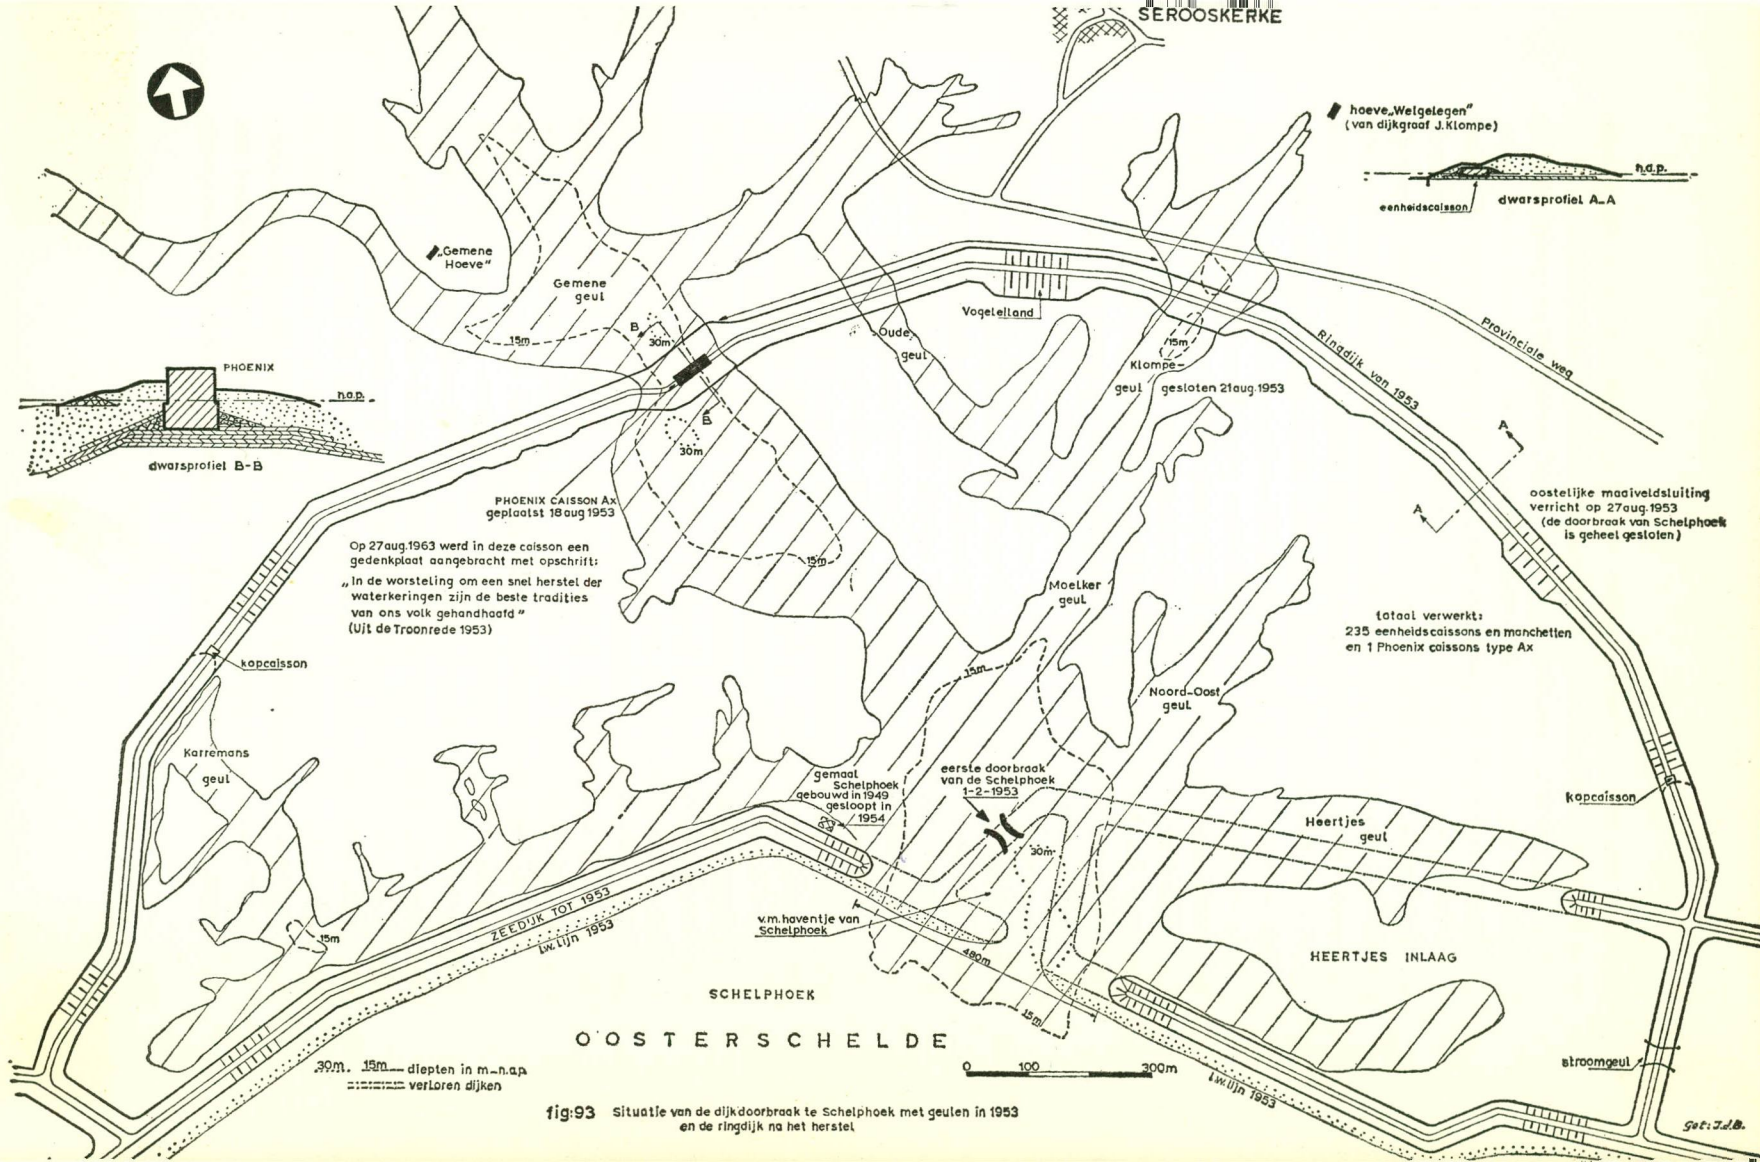 SEROOSKERKE
hoeve „Welgelegen"
(van dijkgraaf J. Klompe)
n.a.p.
eenheidscaisson
dwarsprofiel A-A
„Gemene
Hoeve"
Gemene
geul
15m
B
30m
B
30m
Vogeleiland
Oude
geul
15m
Klompe-
geul gesloten 21 aug. 1953
Ringdijk van 1953
Provinciale weg
PHOENIX
n.a.p.
dwarsprofiel B-B
A
A
PHOENIX CAISSON Ax
geplaatst 18 aug 1953
oostelijke maaiveldsluiting
verricht op 27 aug. 1953
(de doorbraak van Schelphoek
is geheel gesloten)
Op 27 aug. 1963 werd in deze caisson een
gedenkplaat aangebracht met opschrift:
„In de worsteling om een snel herstel der
waterkeringen zijn de beste tradities
van ons volk gehandhaafd"
(Uit de Troonrede 1953)
15m
Moelker
geul
totaal verwerkt:
235 eenheidscaissons en manchetten
en 1 Phoenix caissons type Ax
kopcaisson
15m
Noord-Oost
geul
Karremans
geul
gemaal
Schelphoek
gebouwd in 1949
gesloopt in
1954
eerste doorbraak
van de Schelphoek
1-2-1953
kopcaisson
Heertjes
geul
30m
ZEEDIJK TOT 1953
l.w. lijn 1953
15m
v.m. haventje van
Schelphoek
480m
HEERTJES INLAAG
SCHELPHOEK
OOSTERSCHELDE
15m
stroomgeul
30m. 15m diepten in m-n.a.p.
verloren dijken
0 100 300m
l.w. lijn 1953
fig:93 Situatie van de dijkdoorbraak te Schelphoek met geulen in 1953
en de ringdijk na het herstel
Get: J.d.B.